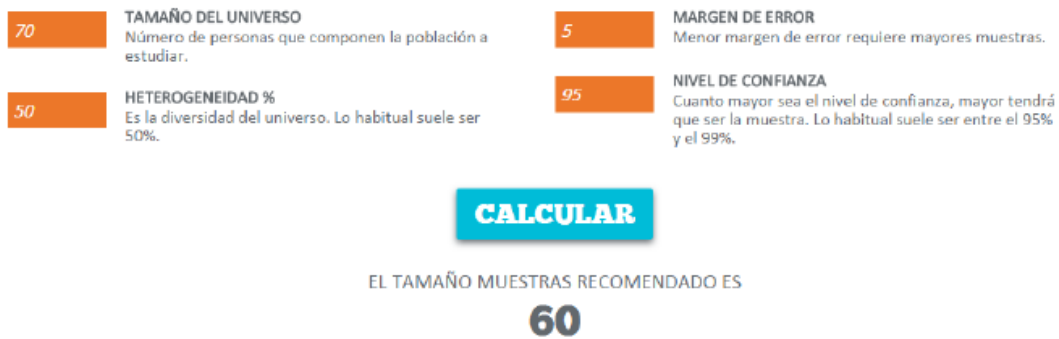 70
TAMAÑO DEL UNIVERSO
Número de personas que componen la población a
estudiar.
5
MARGEN DE ERROR
Menor margen de error requiere mayores muestras.
50
HETEROGENEIDAD %
Es la diversidad del universo. Lo habitual suele ser
50%.
95
NIVEL DE CONFIANZA
Cuanto mayor sea el nivel de confianza, mayor tendrá
que ser la muestra. Lo habitual suele ser entre el 95%
y el 99%.
CALCULAR
EL TAMAÑO MUESTRAS RECOMENDADO ES
60